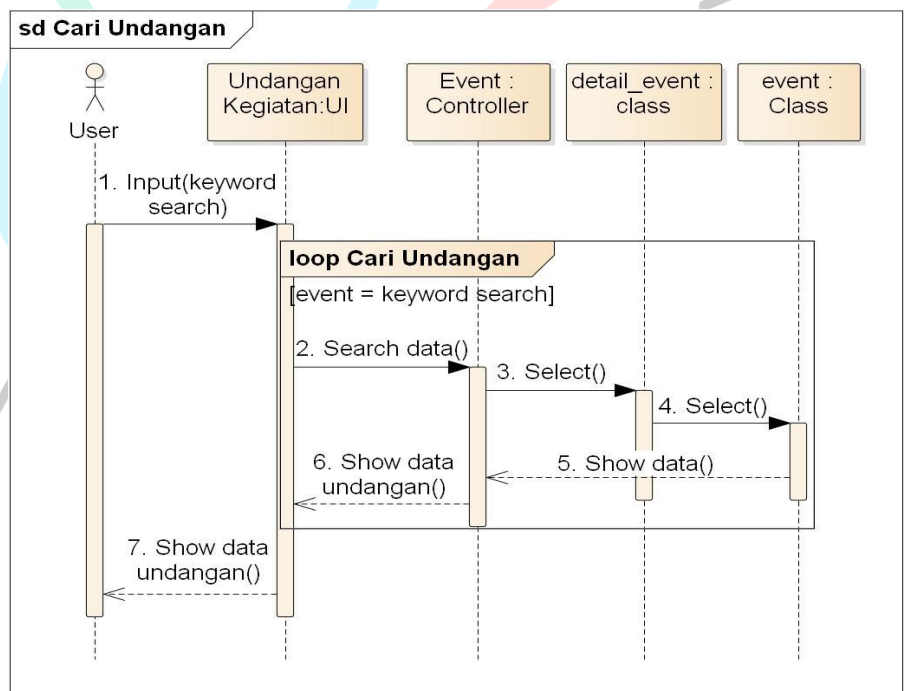 sd Cari Undangan
User
Undangan
Kegiatan:UI
Event :
Controller
detail_event :
class
event :
Class
1. Input(keyword
search)
loop Cari Undangan
[event = keyword search]
2. Search data()
3. Select()
4. Select()
5. Show data()
6. Show data
undangan()
7. Show data
undangan()